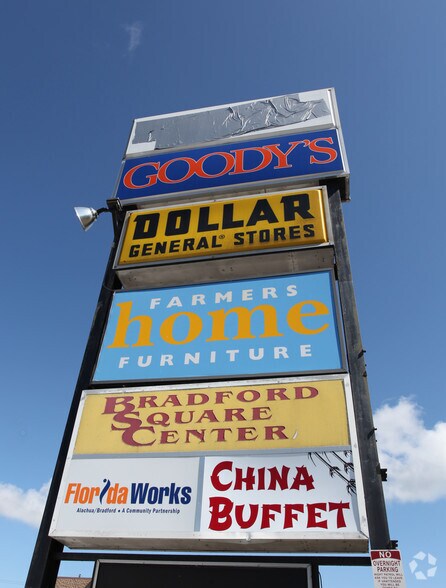 GOODY'S
DOLLAR
GENERAL® STORES
FARMERS
home
FURNITURE
BRADFORD
SQUARE
CENTER
FloridaWorks
Alachua/Bradford • A Community Partnership
CHINA
BUFFET
NO
OVERNIGHT
PARKING